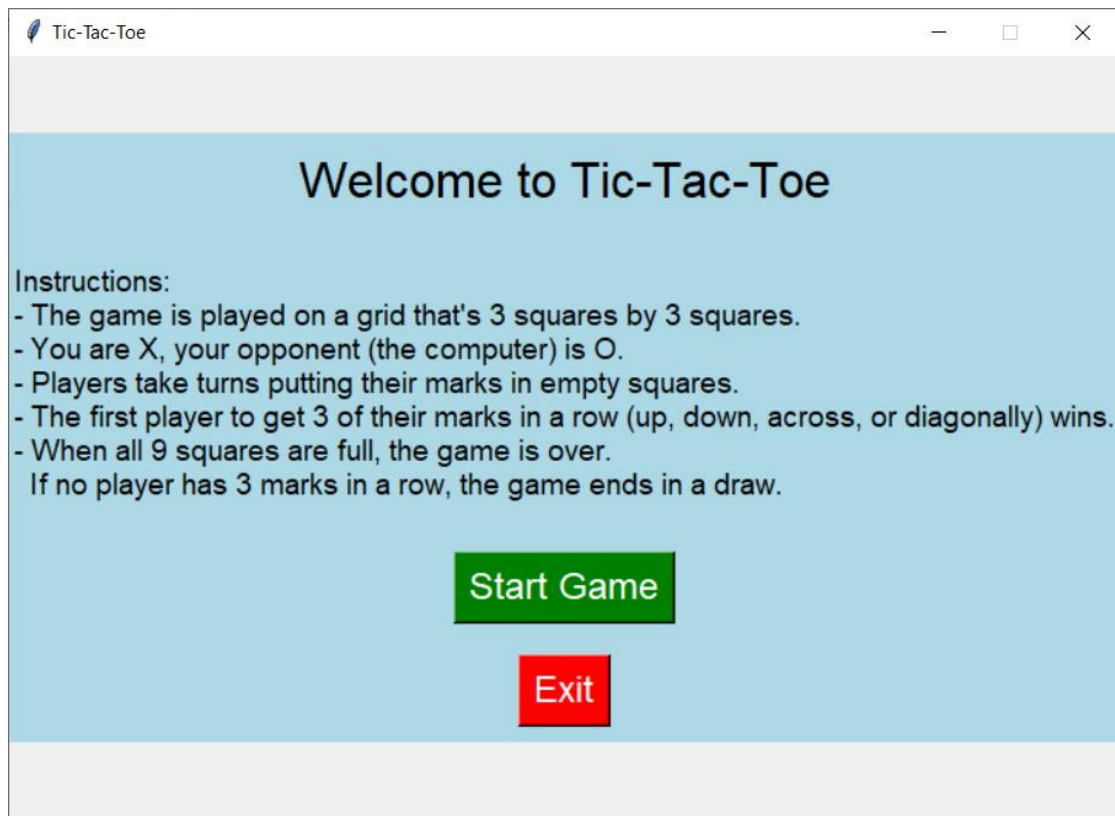 Tic-Tac-Toe
Welcome to Tic-Tac-Toe
Instructions:
- The game is played on a grid that's 3 squares by 3 squares.
- You are X, your opponent (the computer) is O.
- Players take turns putting their marks in empty squares.
- The first player to get 3 of their marks in a row (up, down, across, or diagonally) wins.
- When all 9 squares are full, the game is over.
If no player has 3 marks in a row, the game ends in a draw.
Start Game
Exit